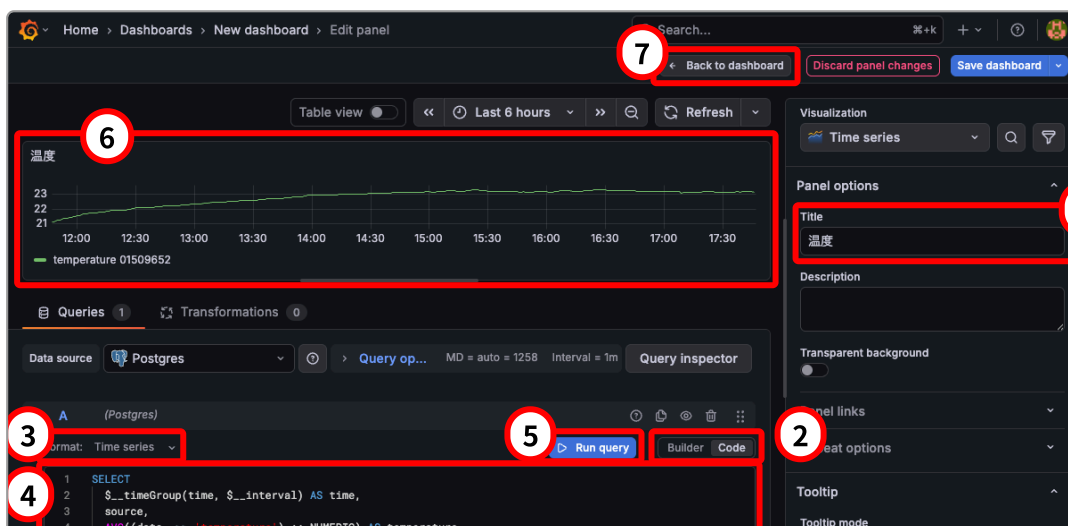 Home > Dashboards > New dashboard > Edit panel
Search...
⌘+k
7
← Back to dashboard
Discard panel changes
Save dashboard
Table view
Last 6 hours
Refresh
6
温度
23
22
21
12:00 12:30 13:00 13:30 14:00 14:30 15:00 15:30 16:00 16:30 17:00 17:30
temperature 01509652
Visualization
Time series
Panel options
Title
温度
Description
Transparent background
Queries 1
Transformations 0
Data source
Postgres
Query op...
MD = auto = 1258
Interval = 1m
Query inspector
A
(Postgres)
3
Time series
5
Run query
Builder
Code
2
4
1 SELECT
2 $__timeGroup(time, $__interval) AS time,
3 source,
links
options
Tooltip
Tooltip mode